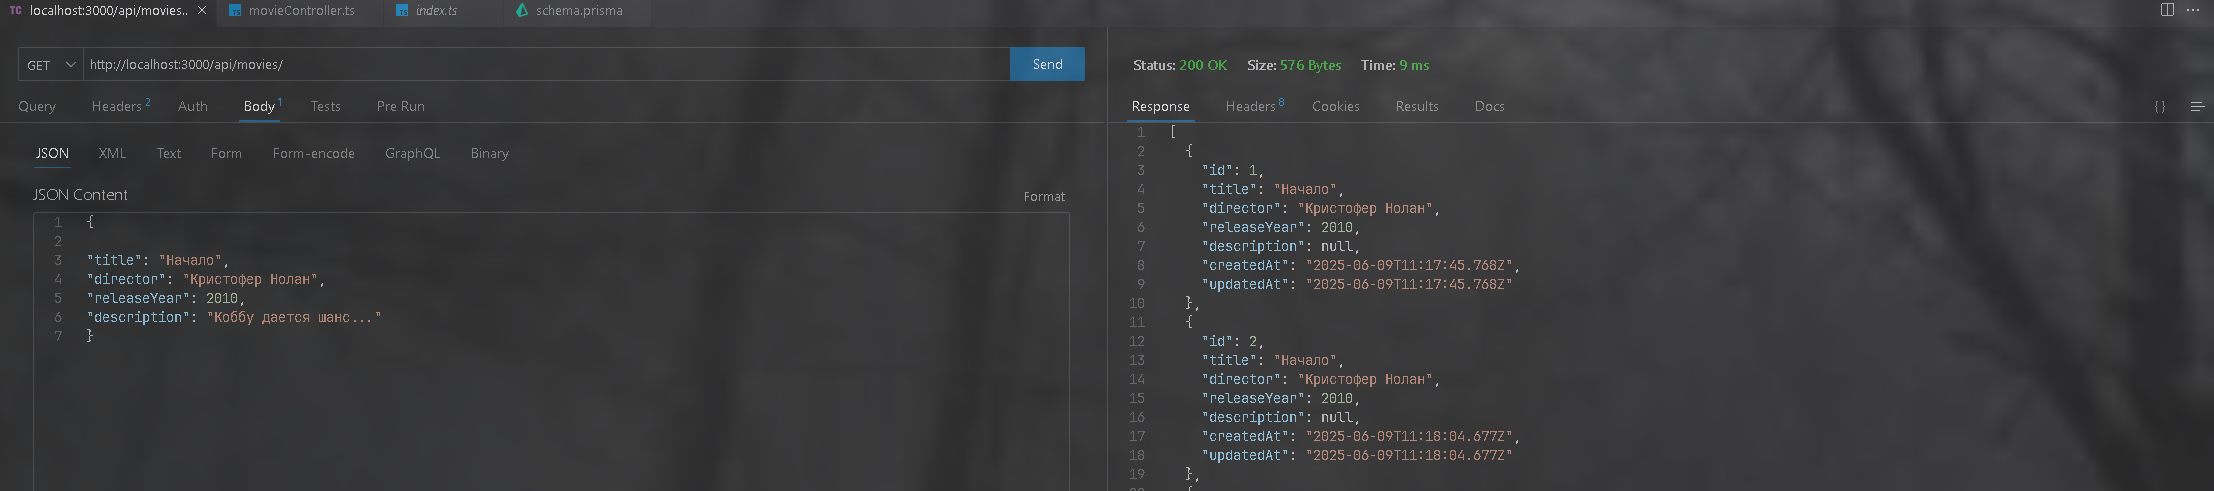 TC localhost:3000/api/movies.. × TS movieController.ts TS index.ts schema.prisma
GET http://localhost:3000/api/movies/ Send
Query Headers 2 Auth Body 1 Tests Pre Run
JSON XML Text Form Form-encode GraphQL Binary
JSON Content Format
1 {
2
3 "title": "Начало",
4 "director": "Кристофер Нолан",
5 "releaseYear": 2010,
6 "description": "Коббу дается шанс..."
7 }
Status: 200 OK Size: 576 Bytes Time: 9 ms
Response Headers 8 Cookies Results Docs {}
1 [
2 {
3 "id": 1,
4 "title": "Начало",
5 "director": "Кристофер Нолан",
6 "releaseYear": 2010,
7 "description": null,
8 "createdAt": "2025-06-09T11:17:45.768Z",
9 "updatedAt": "2025-06-09T11:17:45.768Z"
10 },
11 {
12 "id": 2,
13 "title": "Начало",
14 "director": "Кристофер Нолан",
15 "releaseYear": 2010,
16 "description": null,
17 "createdAt": "2025-06-09T11:18:04.677Z",
18 "updatedAt": "2025-06-09T11:18:04.677Z"
19 },